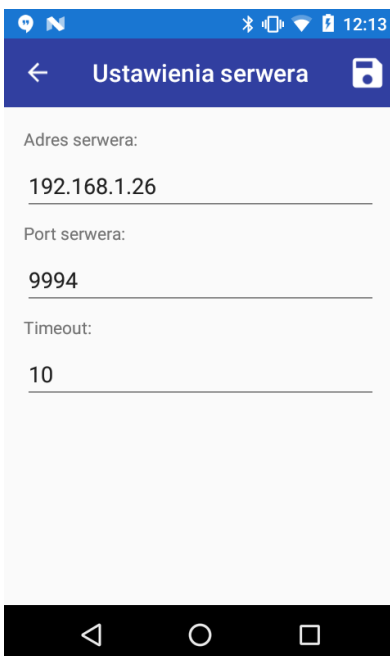 12:13
Ustawienia serwera
Adres serwera:
192.168.1.26
Port serwera:
9994
Timeout:
10